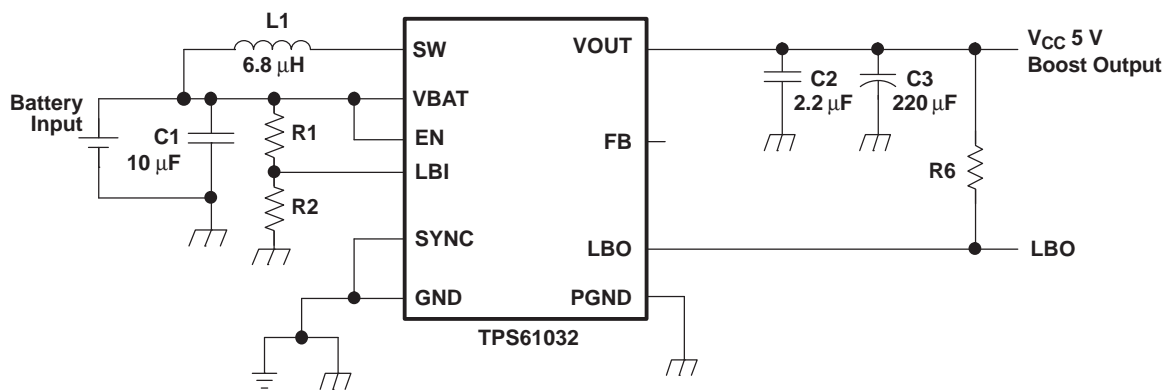 L1
6.8 μH
Battery
Input
C1
10 μF
R1
R2
SW
VBAT
EN
LBI
SYNC
GND
VOUT
FB
LBO
PGND
TPS61032
C2
2.2 μF
C3
220 μF
R6
VCC 5 V
Boost Output
LBO